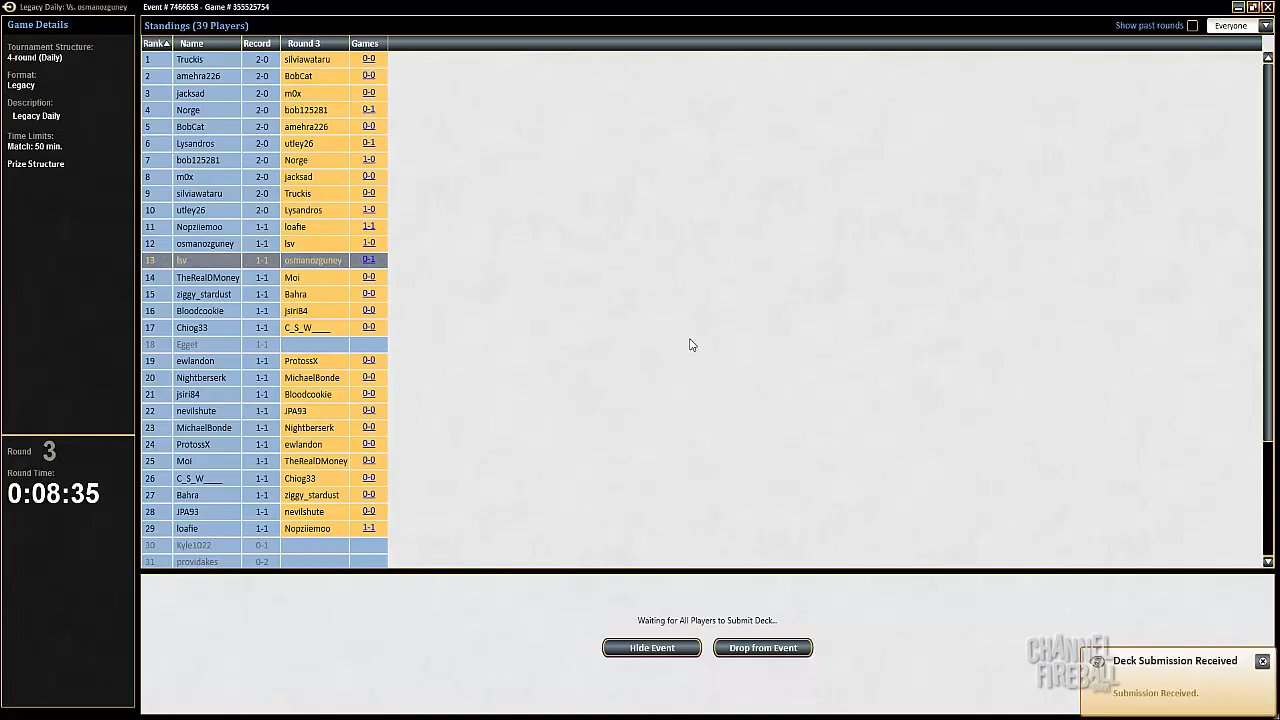 Legacy Daily: Vs. osmanozguney
Event # 7466658 - Game # 355525754
Game Details
Tournament Structure:
4-round (Daily)
Format:
Legacy
Description:
Legacy Daily
Time Limits:
Match: 50 min.
Prize Structure
Round 3
Round Time:
0:08:35
Standings (39 Players)
Show past rounds
Everyone
Rank Name Record Round 3 Games
1 Truckis 2-0 silviawataru 0-0
2 amehra226 2-0 BobCat 0-0
3 jacksad 2-0 m0x 0-0
4 Norge 2-0 bob125281 0-1
5 BobCat 2-0 amehra226 0-0
6 Lysandros 2-0 utley26 0-1
7 bob125281 2-0 Norge 1-0
8 m0x 2-0 jacksad 0-0
9 silviawataru 2-0 Truckis 0-0
10 utley26 2-0 Lysandros 1-0
11 Nopziiemoo 1-1 loafie 1-1
12 osmanozguney 1-1 lsv 1-0
13 lsv 1-1 osmanozguney 0-1
14 TheRealDMoney 1-1 Moi 0-0
15 ziggy_stardust 1-1 Bahra 0-0
16 Bloodcookie 1-1 jsiri84 0-0
17 Chiog33 1-1 C_S_W____ 0-0
18 Egget 1-1
19 ewlandon 1-1 ProtossX 0-0
20 Nightberserk 1-1 MichaelBonde 0-0
21 jsiri84 1-1 Bloodcookie 0-0
22 nevilshute 1-1 JPA93 0-0
23 MichaelBonde 1-1 Nightberserk 0-0
24 ProtossX 1-1 ewlandon 0-0
25 Moi 1-1 TheRealDMoney 0-0
26 C_S_W____ 1-1 Chiog33 0-0
27 Bahra 1-1 ziggy_stardust 0-0
28 JPA93 1-1 nevilshute 0-0
29 loafie 1-1 Nopziiemoo 1-1
30 Kyle1022 0-1
31 providakes 0-2
Waiting for All Players to Submit Deck...
Hide Event
Drop from Event
CHANNEL
FIREBALL
Deck Submission Received
Submission Received.